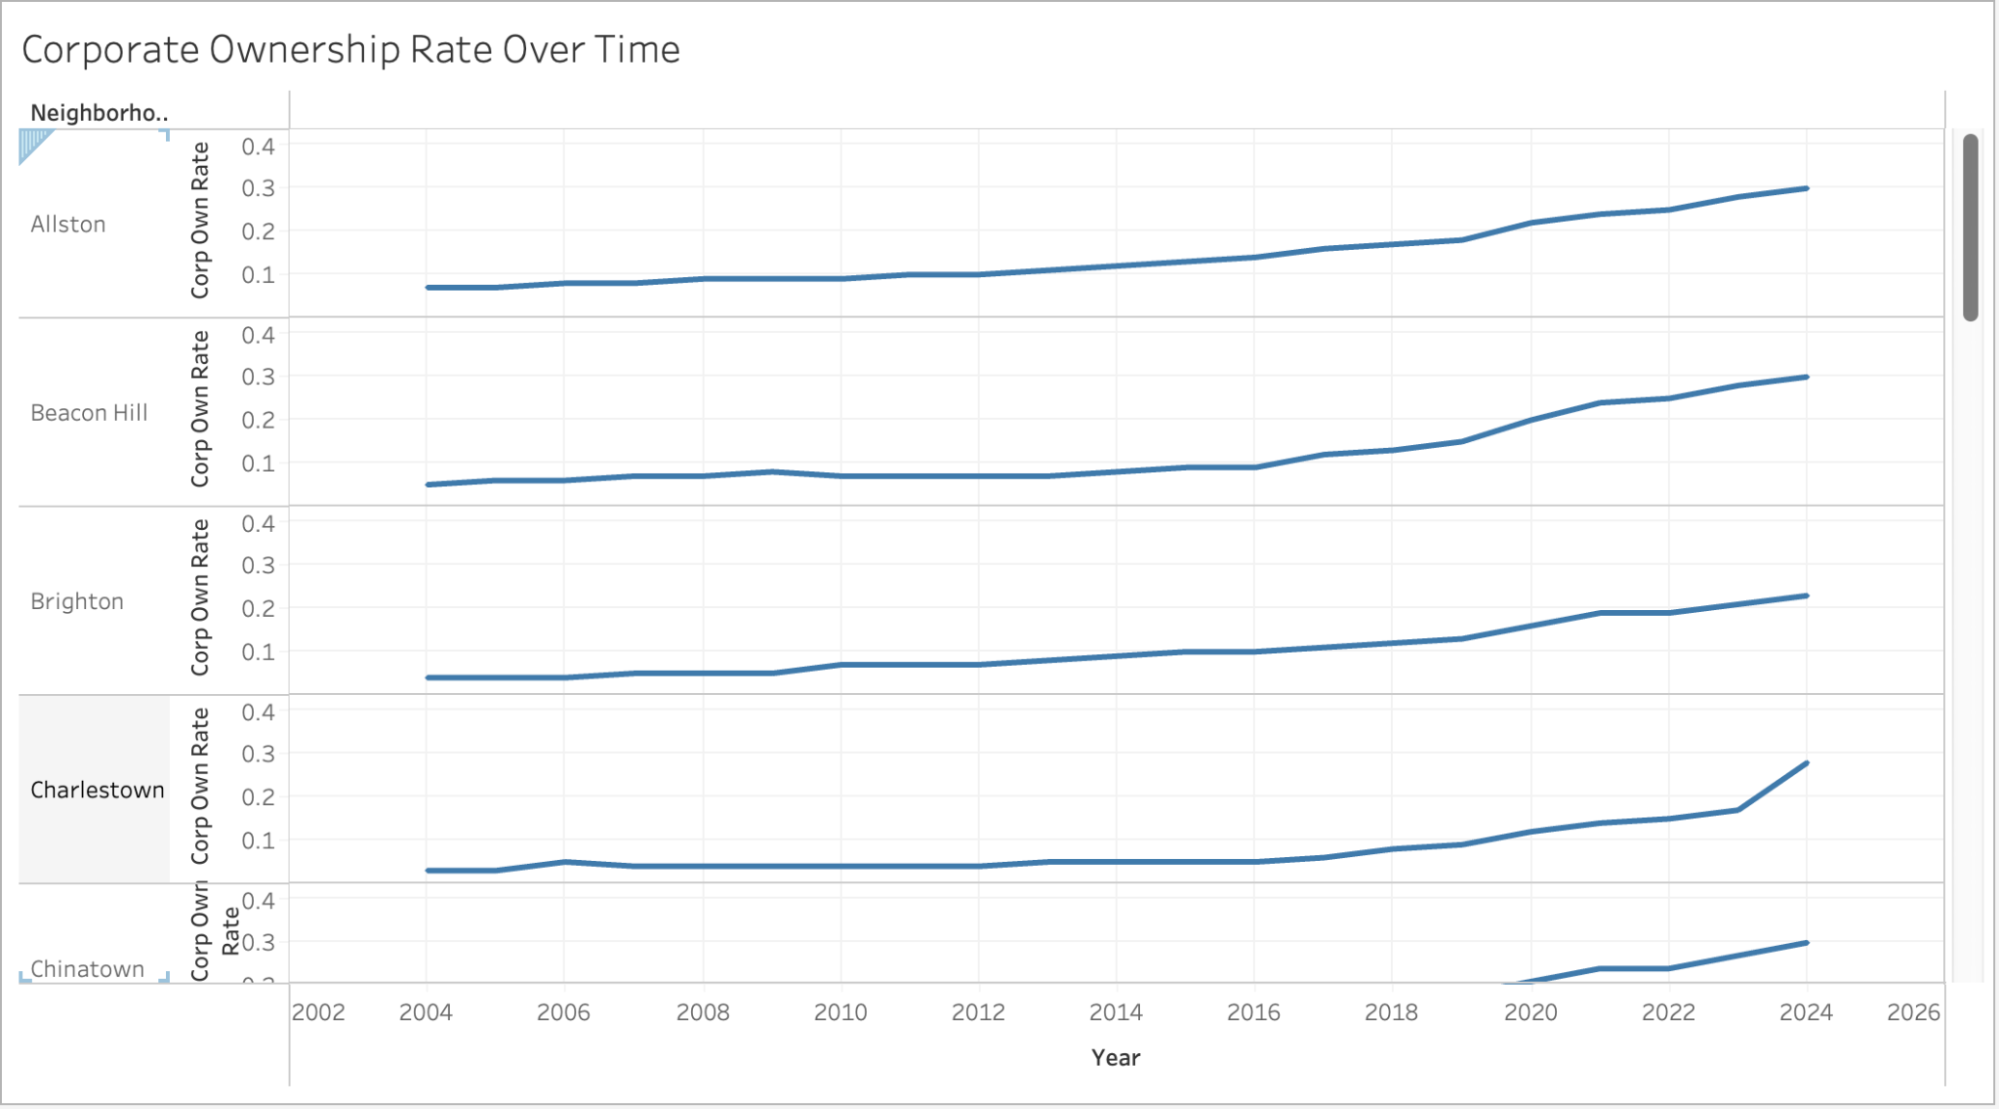 Corporate Ownership Rate Over Time
Neighborho..
Allston
Corp Own Rate
0.4
0.3
0.2
0.1
Beacon Hill
Corp Own Rate
0.4
0.3
0.2
0.1
Brighton
Corp Own Rate
0.4
0.3
0.2
0.1
Charlestown
Corp Own Rate
0.4
0.3
0.2
0.1
Chinatown
Corp Own
Rate
0.4
0.3
2002 2004 2006 2008 2010 2012 2014 2016 2018 2020 2022 2024 2026
Year